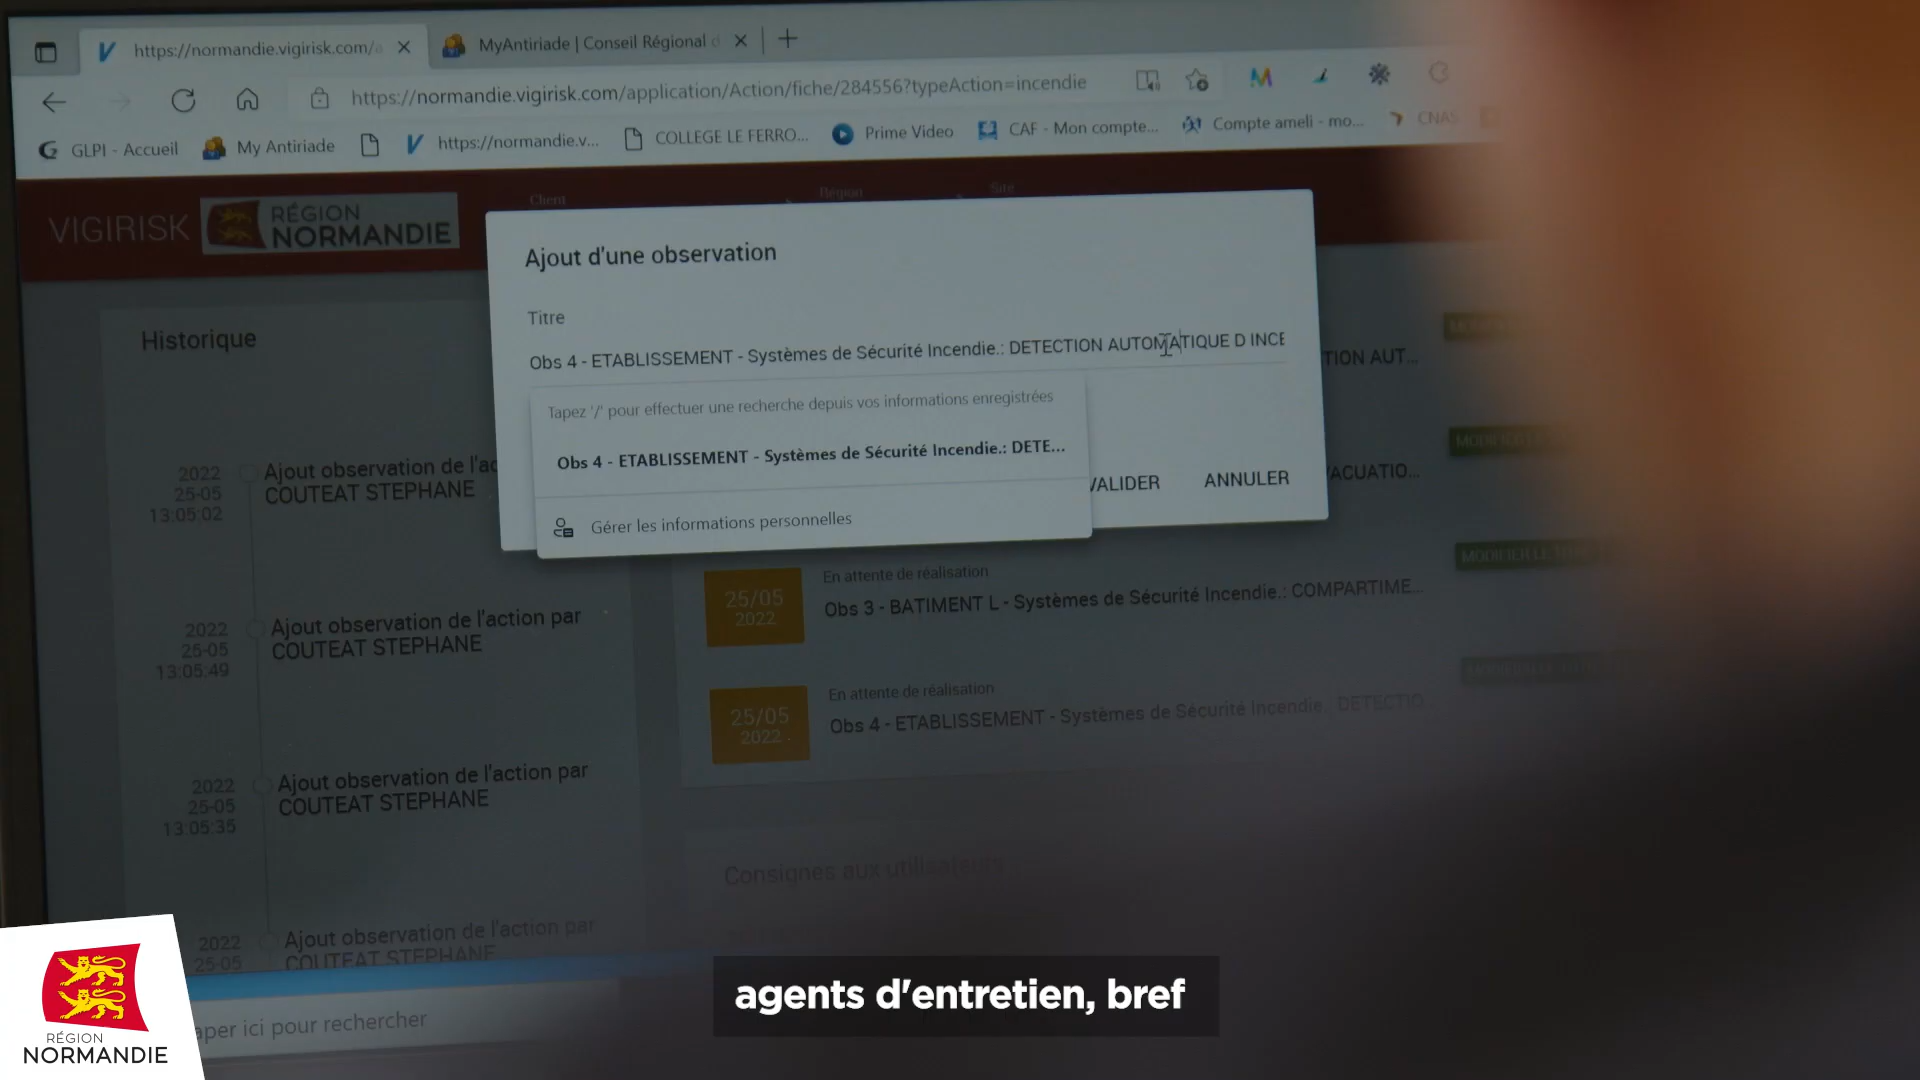 https://normandie.vigirisk.com/a
MyAntiriade | Conseil Régional d
https://normandie.vigirisk.com/application/Action/fiche/284556?typeAction=incendie
GLPI - Accueil
My Antiriade
https://normandie.v...
COLLEGE LE FERRO...
Prime Video
CAF - Mon compte...
Compte ameli - mo...
CNAS
VIGIRISK
RÉGION
NORMANDIE
Client
Région
Site
Ajout d'une observation
Titre
Obs 4 - ETABLISSEMENT - Systèmes de Sécurité Incendie.: DETECTION AUTOMATIQUE D INCE
Tapez '/' pour effectuer une recherche depuis vos informations enregistrées
Obs 4 - ETABLISSEMENT - Systèmes de Sécurité Incendie.: DETE...
Gérer les informations personnelles
VALIDER
ANNULER
TION AUT...
VACUATIO...
Historique
2022
25-05
13:05:02
Ajout observation de l'ac
COUTEAT STEPHANE
2022
25-05
13:05:49
Ajout observation de l'action par
COUTEAT STEPHANE
2022
25-05
13:05:35
Ajout observation de l'action par
COUTEAT STEPHANE
2022
25-05
Ajout observation de l'action par
COUTEAT STEPHANE
25/05
2022
En attente de réalisation
Obs 3 - BATIMENT L - Systèmes de Sécurité Incendie.: COMPARTIME...
MODIFIER LE TITRE
25/05
2022
En attente de réalisation
Obs 4 - ETABLISSEMENT - Systèmes de Sécurité Incendie.: DETECTIO
Consignes aux utilisateurs
aper ici pour rechercher
agents d'entretien, bref
RÉGION
NORMANDIE